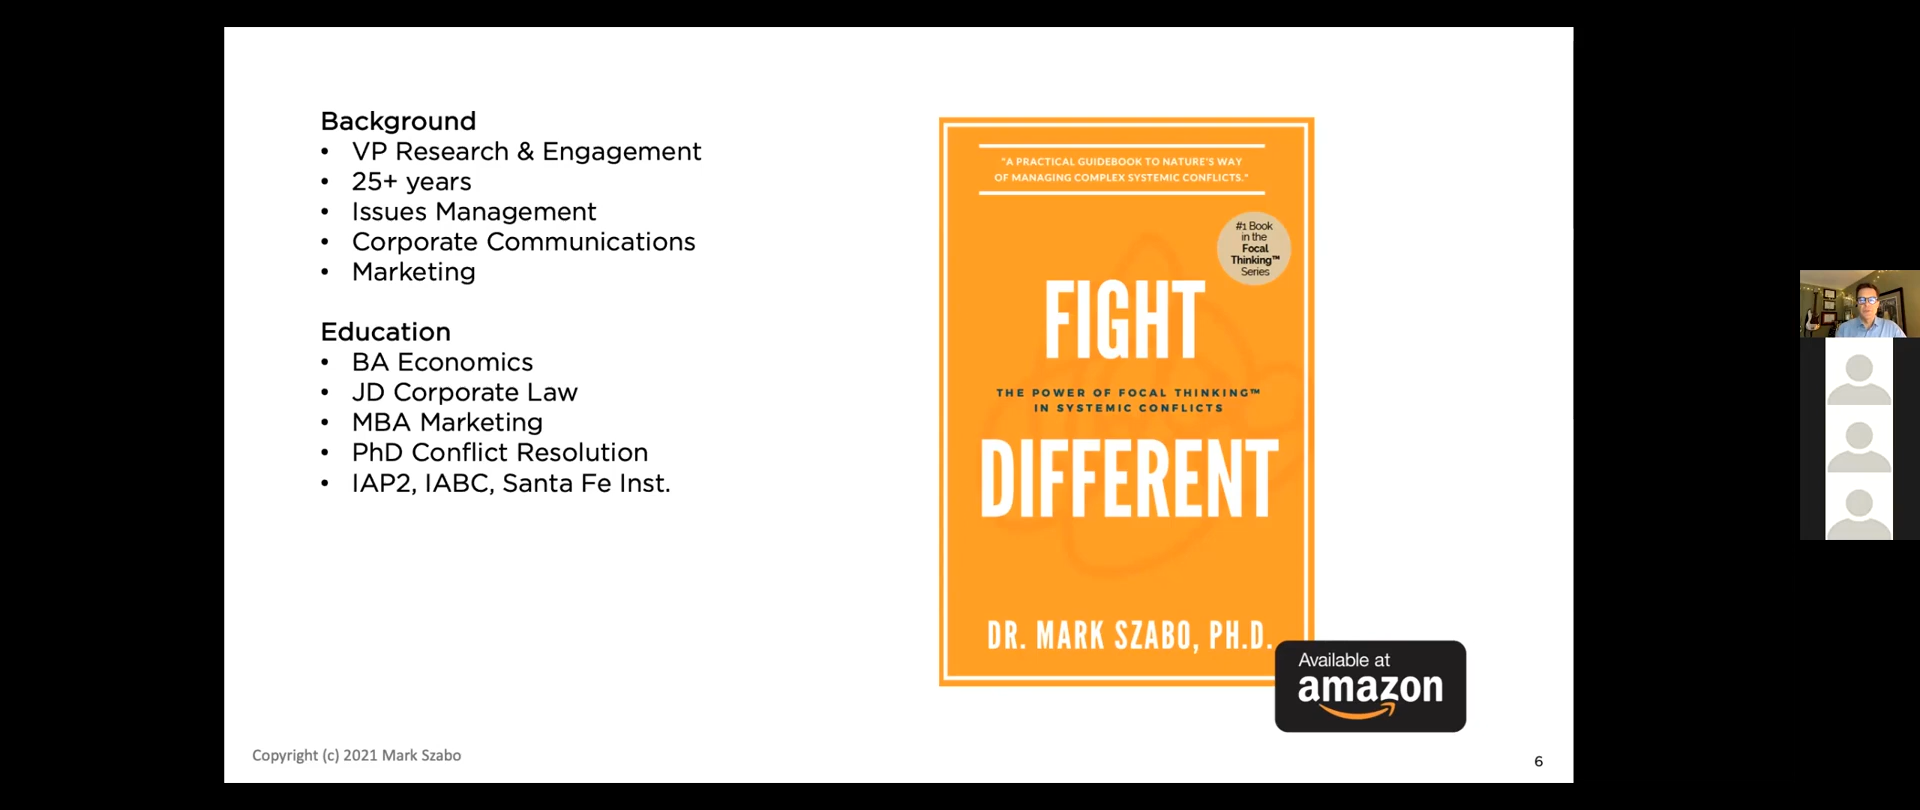 Background
• VP Research & Engagement
• 25+ years
• Issues Management
• Corporate Communications
• Marketing
Education
• BA Economics
• JD Corporate Law
• MBA Marketing
• PhD Conflict Resolution
• IAP2, IABC, Santa Fe Inst.
"A PRACTICAL GUIDEBOOK TO NATURE'S WAY
OF MANAGING COMPLEX SYSTEMIC CONFLICTS."
#1 Book
in the
Focal
Thinking™
Series
FIGHT
THE POWER OF FOCAL THINKING™
IN SYSTEMIC CONFLICTS
DIFFERENT
DR. MARK SZABO, PH.D.
Available at
amazon
Copyright (c) 2021 Mark Szabo
6